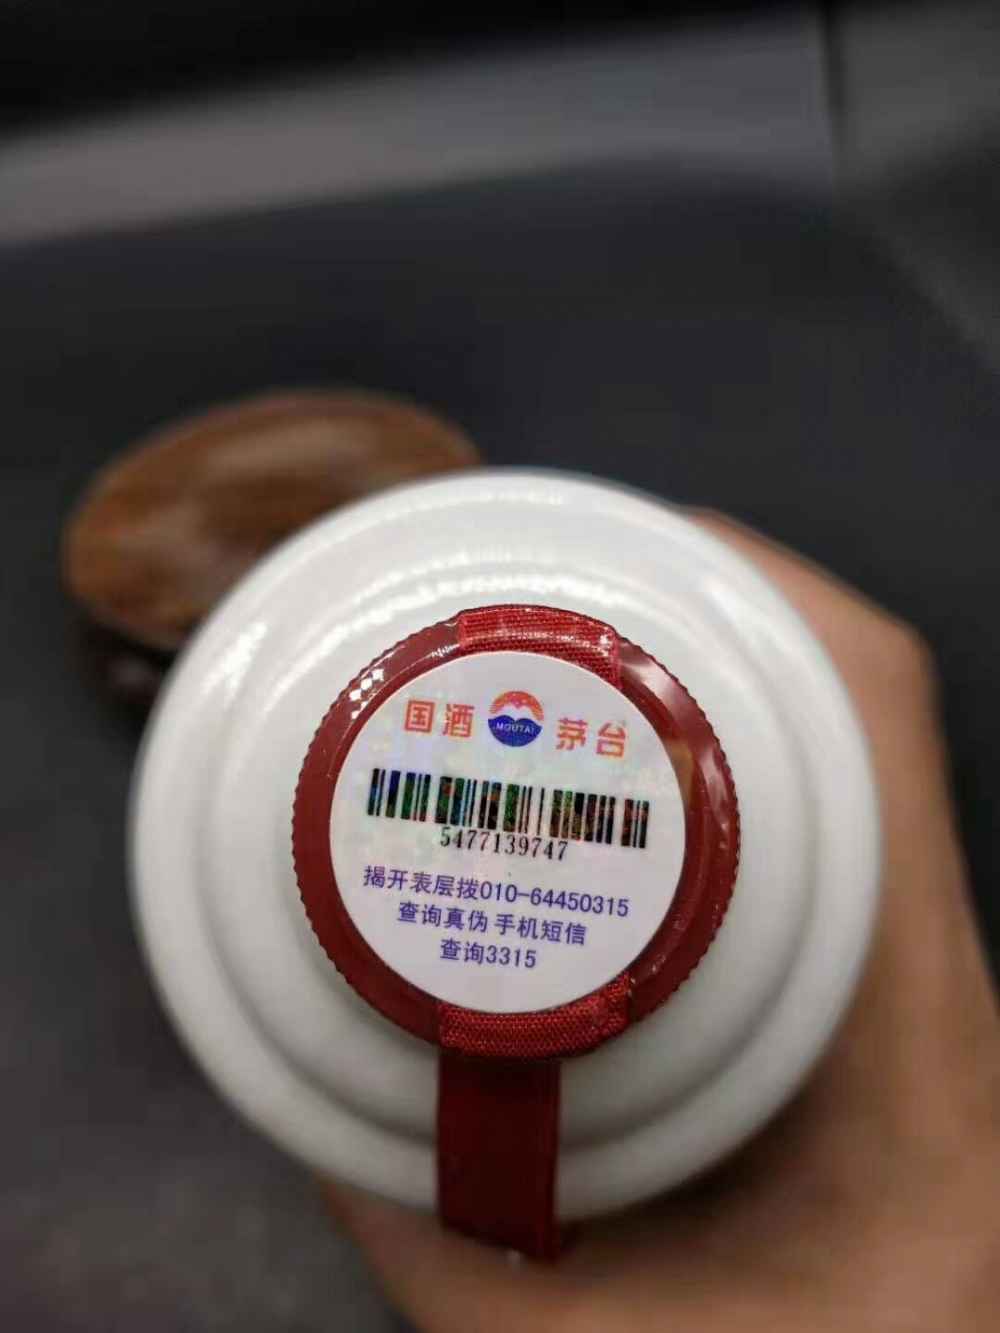 国酒 MOUTAI 茅台
5477139747
揭开表层拨010-64450315
查询真伪 手机短信
查询3315